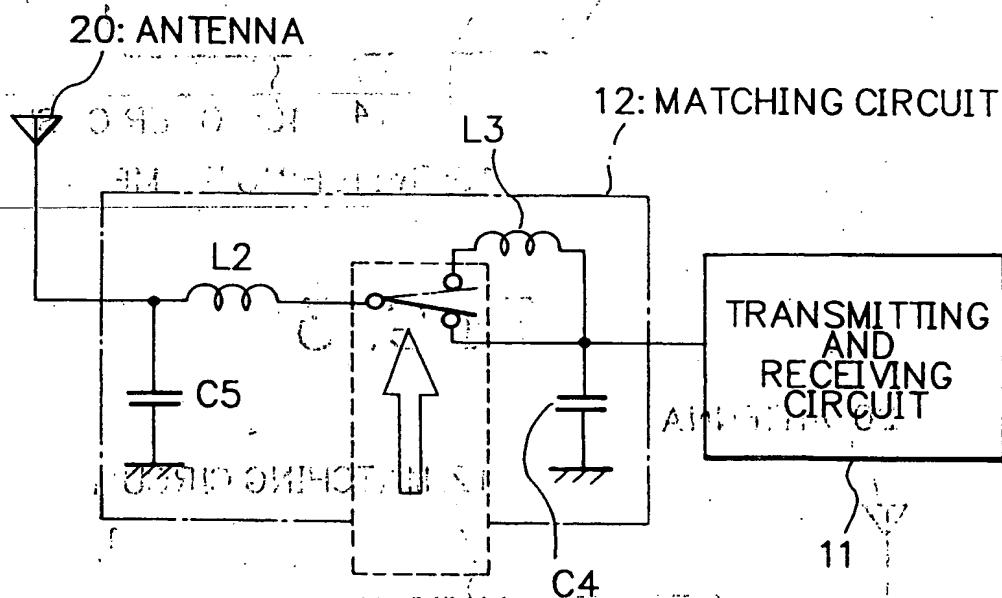 20: ANTENNA
12: MATCHING CIRCUIT
L3
L2
C5
TRANSMITTING
AND
RECEIVING
CIRCUIT
11
C4